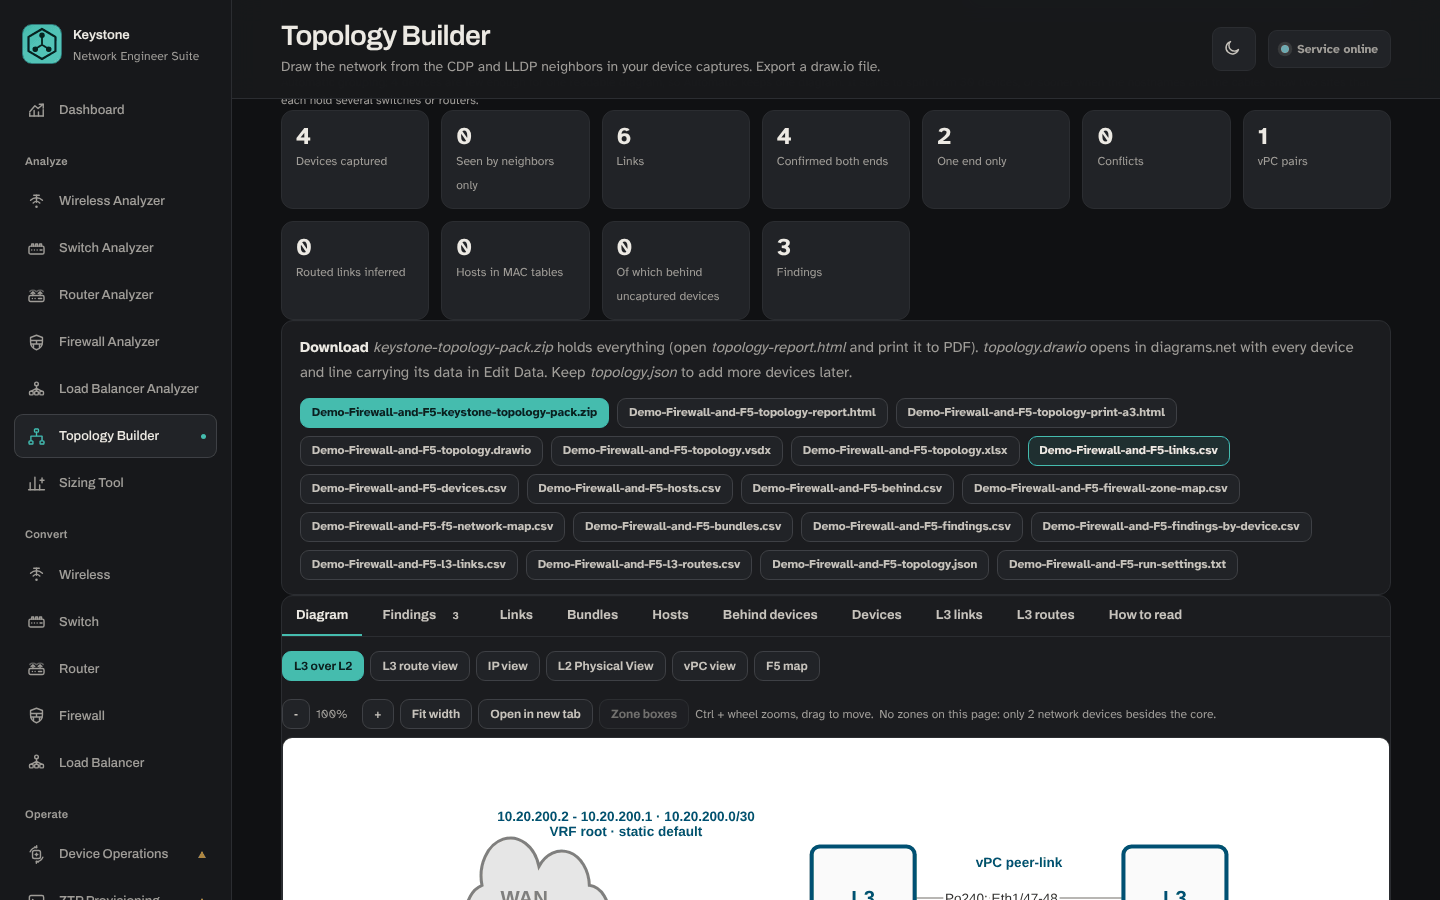 Keystone
Network Engineer Suite
Dashboard
Analyze
Wireless Analyzer
Switch Analyzer
Router Analyzer
Firewall Analyzer
Load Balancer Analyzer
Topology Builder
Sizing Tool
Convert
Wireless
Switch
Router
Firewall
Load Balancer
Operate
Device Operations
ZTP Provisioning
Topology Builder
Draw the network from the CDP and LLDP neighbors in your device captures. Export a draw.io file.
Service online
each hold several switches or routers.
4
Devices captured
0
Seen by neighbors
only
6
Links
4
Confirmed both ends
2
One end only
0
Conflicts
1
vPC pairs
0
Routed links inferred
0
Hosts in MAC tables
0
Of which behind
uncaptured devices
3
Findings
Download keystone-topology-pack.zip holds everything (open topology-report.html and print it to PDF). topology.drawio opens in diagrams.net with every device
and line carrying its data in Edit Data. Keep topology.json to add more devices later.
Demo-Firewall-and-F5-keystone-topology-pack.zip Demo-Firewall-and-F5-topology-report.html Demo-Firewall-and-F5-topology-print-a3.html
Demo-Firewall-and-F5-topology.drawio Demo-Firewall-and-F5-topology.vsdx Demo-Firewall-and-F5-topology.xlsx Demo-Firewall-and-F5-links.csv
Demo-Firewall-and-F5-devices.csv Demo-Firewall-and-F5-hosts.csv Demo-Firewall-and-F5-behind.csv Demo-Firewall-and-F5-firewall-zone-map.csv
Demo-Firewall-and-F5-f5-network-map.csv Demo-Firewall-and-F5-bundles.csv Demo-Firewall-and-F5-findings.csv Demo-Firewall-and-F5-findings-by-device.csv
Demo-Firewall-and-F5-l3-links.csv Demo-Firewall-and-F5-l3-routes.csv Demo-Firewall-and-F5-topology.json Demo-Firewall-and-F5-run-settings.txt
Diagram Findings 3 Links Bundles Hosts Behind devices Devices L3 links L3 routes How to read
L3 over L2 L3 route view IP view L2 Physical View vPC view F5 map
- 100% + Fit width Open in new tab Zone boxes Ctrl + wheel zooms, drag to move. No zones on this page: only 2 network devices besides the core.
10.20.200.2 - 10.20.200.1 · 10.20.200.0/30
VRF root · static default
vPC peer-link
WAN
L3
Po240: Eth1/47-48
L3